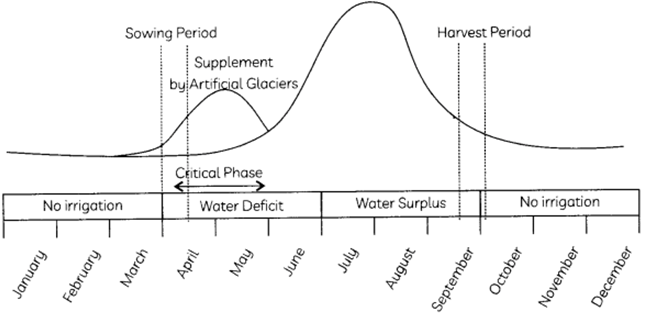 Sowing Period
Harvest Period
Supplement
by Artificial Glaciers
Critical Phase
No irrigation
Water Deficit
Water Surplus
No irrigation
January
February
March
April
May
June
July
August
September
October
November
December